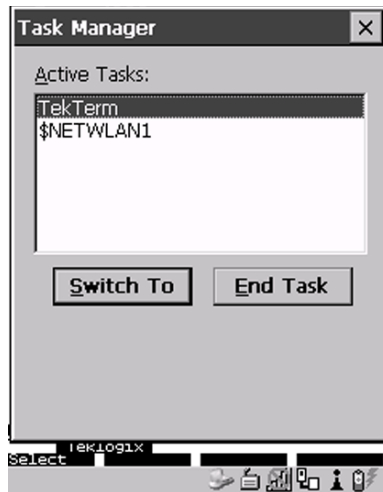 Task Manager
Active Tasks:
TekTerm
$NETWLAN1
Switch To
End Task
Teklogix
Select